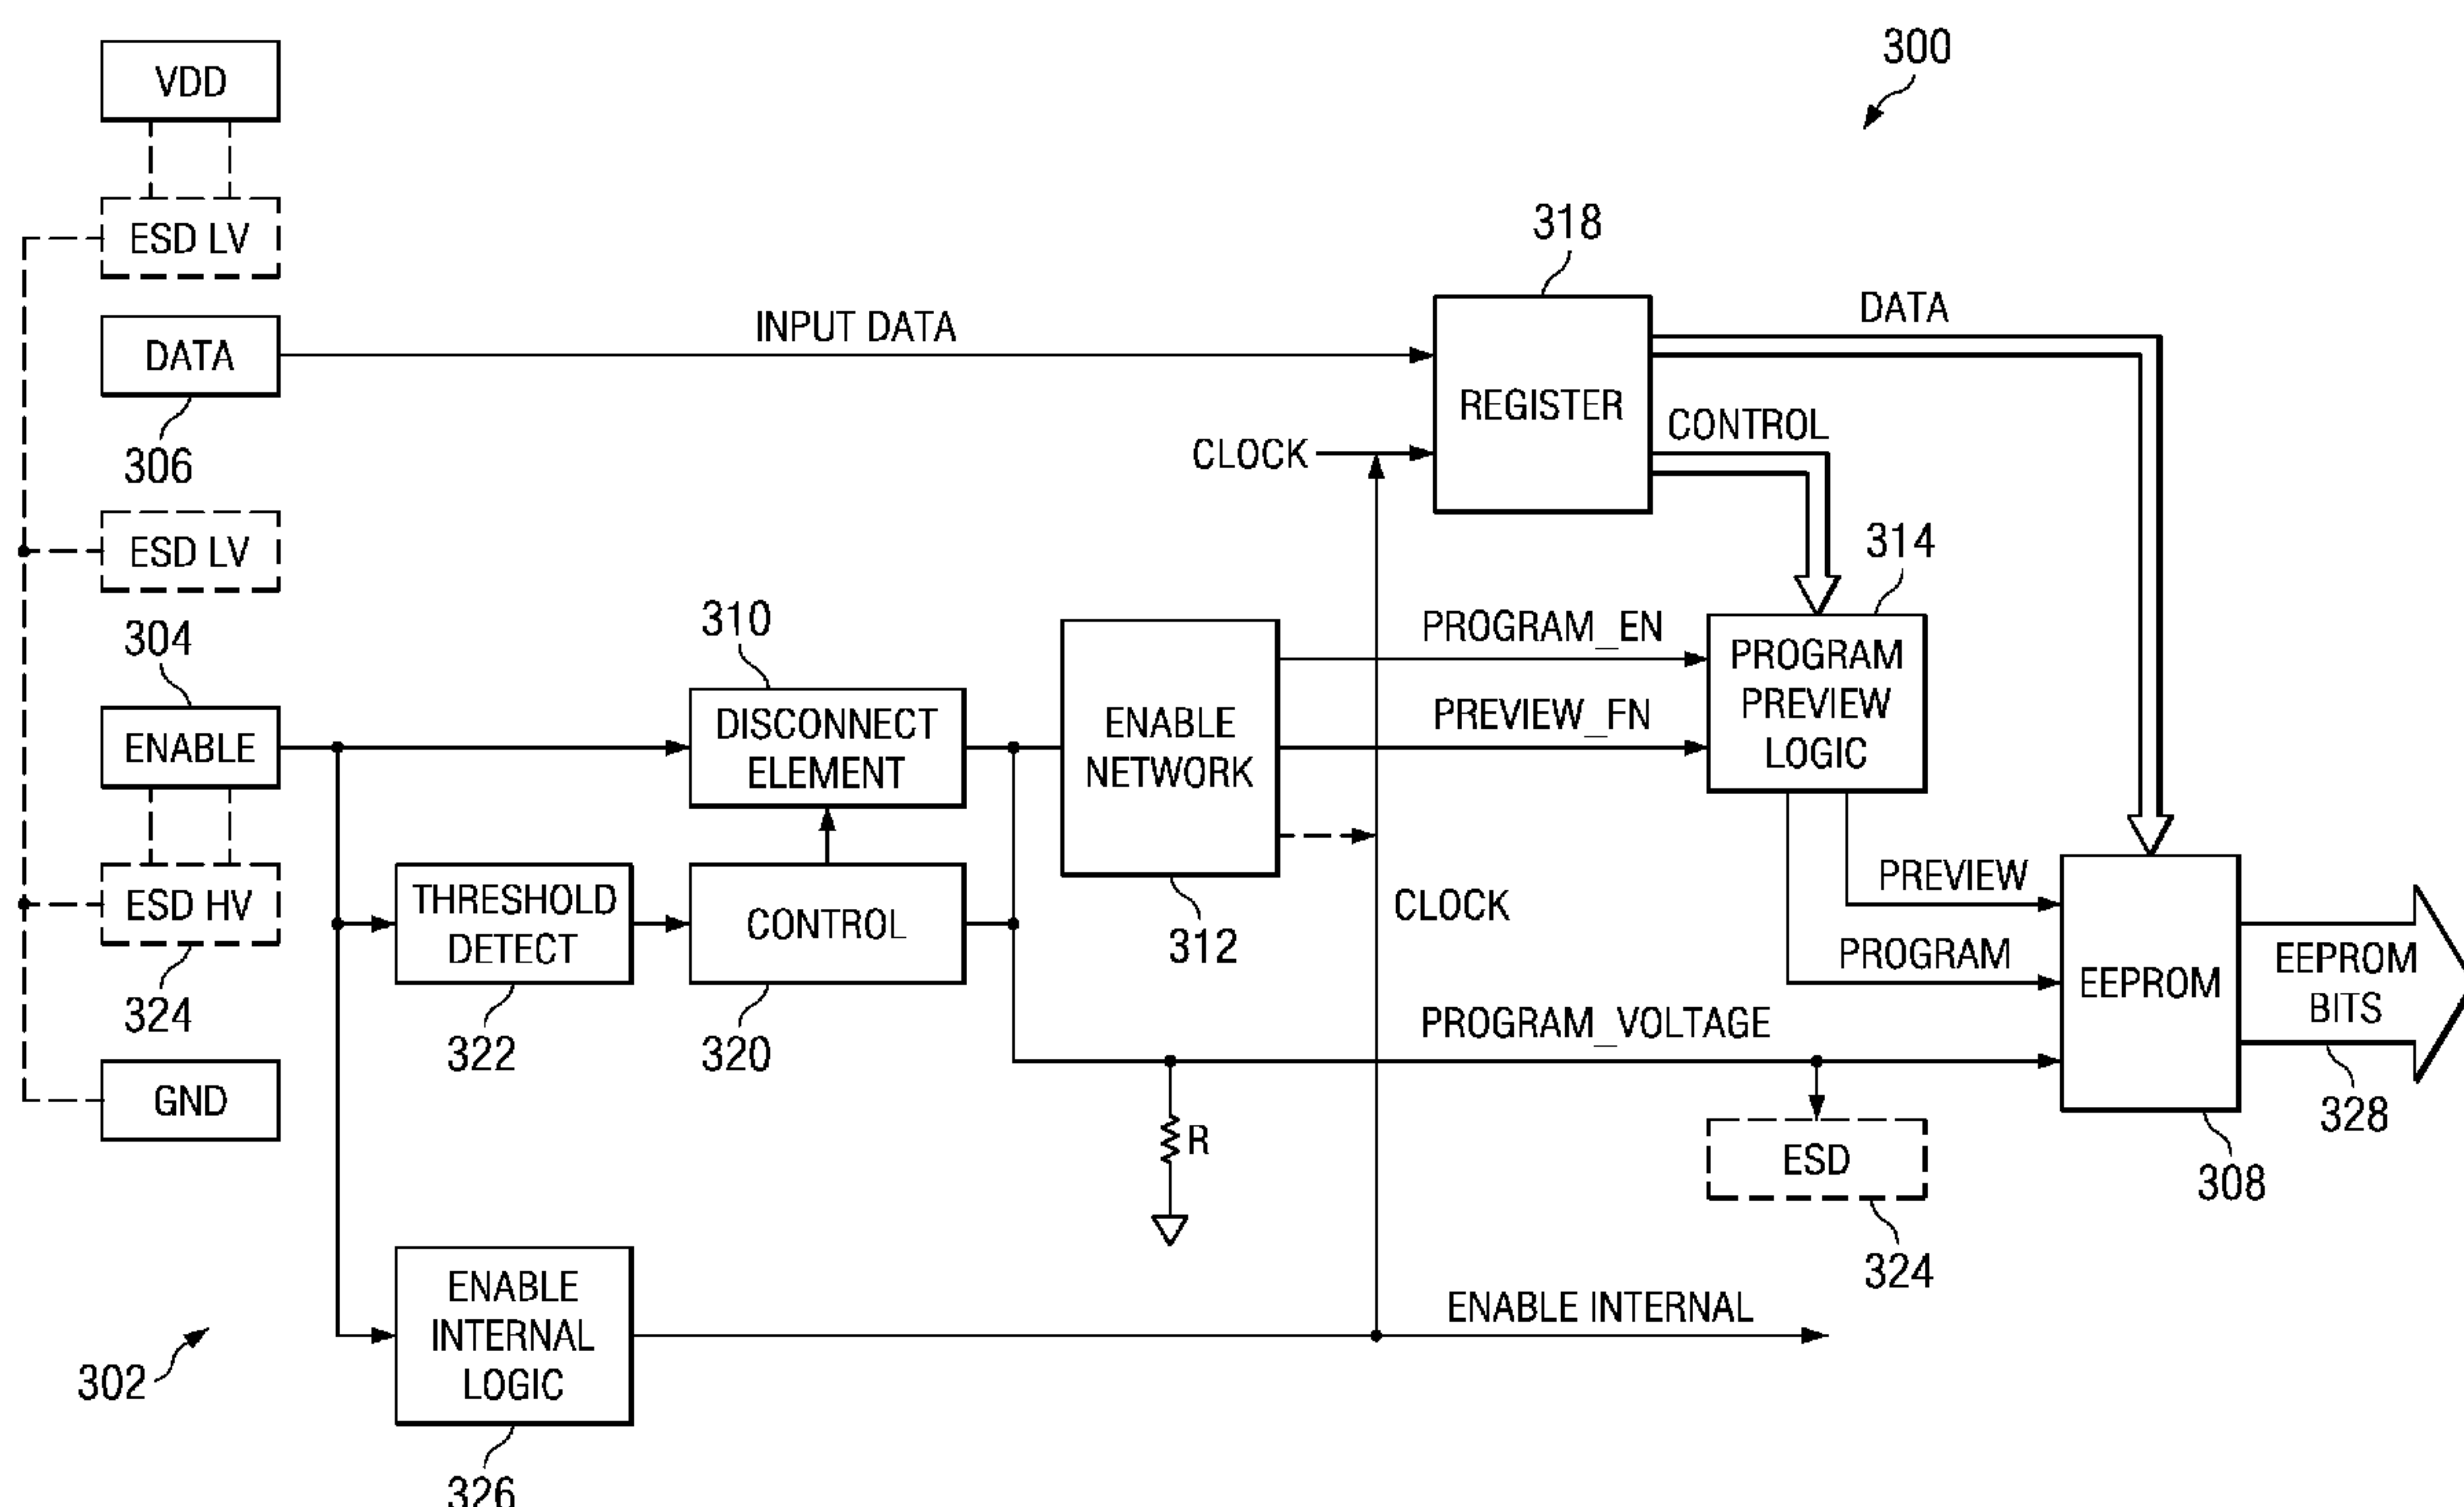 300
VDD
ESD LV
318
INPUT DATA
DATA
DATA
306
REGISTER
CONTROL
CLOCK
ESD LV
314
304
310
PROGRAM_EN
PROGRAM
PREVIEW
LOGIC
ENABLE
DISCONNECT
ELEMENT
ENABLE
NETWORK
PREVIEW_FN
ESD HV
324
THRESHOLD
DETECT
322
CONTROL
320
312
CLOCK
PREVIEW
PROGRAM
EEPROM
EEPROM
BITS
328
308
PROGRAM_VOLTAGE
GND
R
ESD
324
ENABLE
INTERNAL
LOGIC
ENABLE INTERNAL
302
326